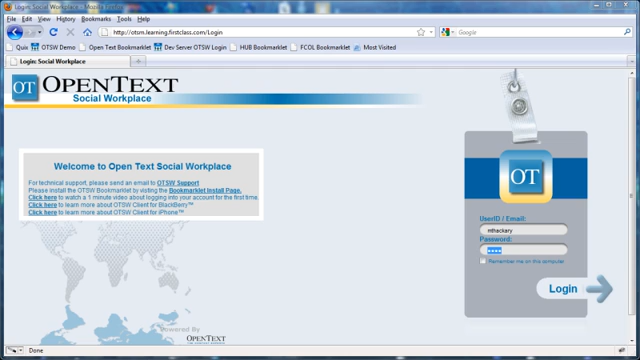 Login: Social Workplace - Mozilla Firefox
File Edit View History Bookmarks Tools Help
http://otsm.learning.firstclass.com/Login
Google
OTSW Demo Open Text Bookmarklet Dev Server OTSW Login HUB Bookmarklet FCOL Bookmarklet Most Visited
Login: Social Workplace
OT OPENTEXT
Social Workplace
OT
Welcome to Open Text Social Workplace
For technical support, please send an email to OTSW Support
Please install the OTSW Bookmarklet by visiting the Bookmarklet Install Page.
Click here to watch a 1 minute video about logging into your account for the first time.
Click here to learn more about OTSW Client for BlackBerry™
Click here to learn more about OTSW Client for iPhone™
UserID / Email:
mthackary
Password:
Remember me on this computer
Login
Powered By
OPENTEXT
Done